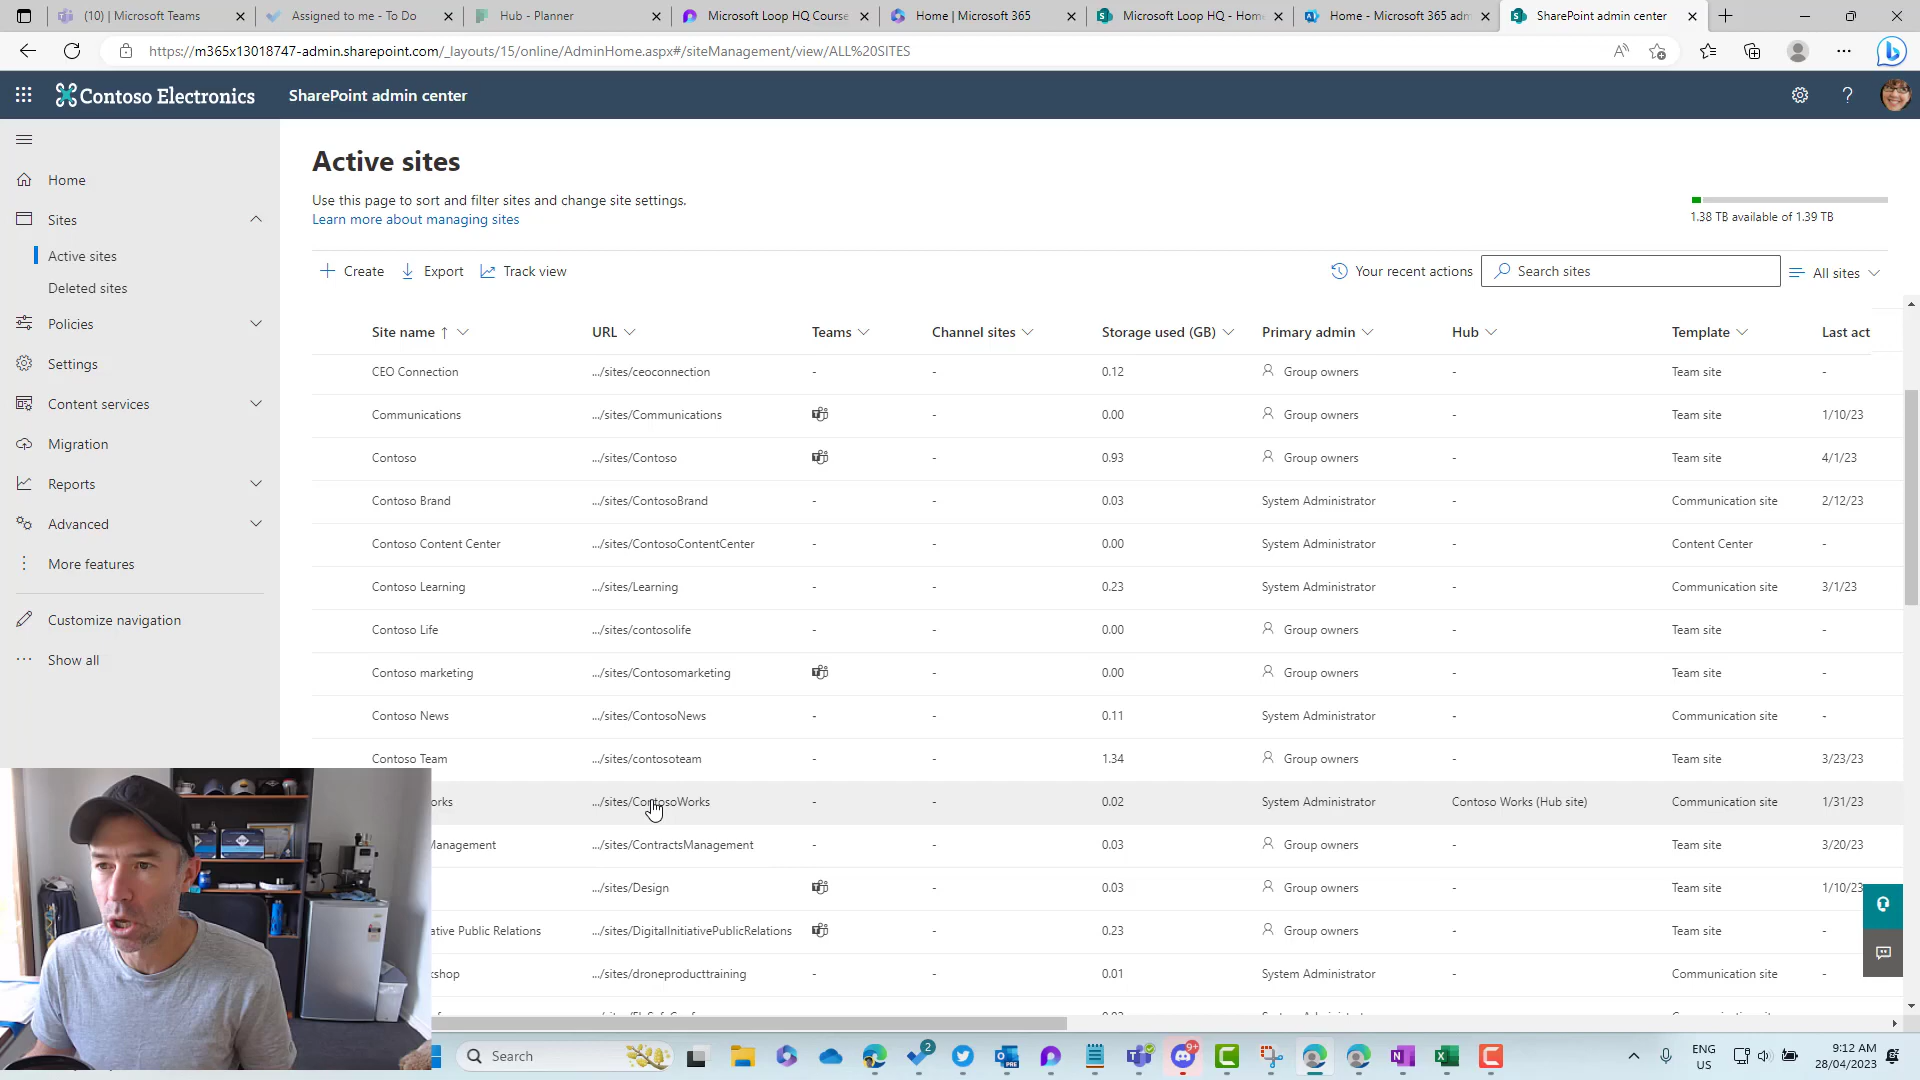 (10) | Microsoft Teams
Assigned to me - To Do
Hub - Planner
Microsoft Loop HQ Course
Home | Microsoft 365
Microsoft Loop HQ - Home
Home - Microsoft 365 adm
SharePoint admin center
https://m365x13018747-admin.sharepoint.com/_layouts/15/online/AdminHome.aspx#/siteManagement/view/ALL%20SITES
Contoso Electronics
SharePoint admin center
Home
Sites
Active sites
Deleted sites
Policies
Settings
Content services
Migration
Reports
Advanced
More features
Customize navigation
Show all
Active sites
Use this page to sort and filter sites and change site settings.
Learn more about managing sites
1.38 TB available of 1.39 TB
Create Export Track view Your recent actions Search sites All sites
Site name URL Teams Channel sites Storage used (GB) Primary admin Hub Template Last act
CEO Connection .../sites/ceoconnection - - 0.12 Group owners - Team site -
Communications .../sites/Communications - 0.00 Group owners - Team site 1/10/23
Contoso .../sites/Contoso - 0.93 Group owners - Team site 4/1/23
Contoso Brand .../sites/ContosoBrand - - 0.03 System Administrator - Communication site 2/12/23
Contoso Content Center .../sites/ContosoContentCenter - - 0.00 System Administrator - Content Center -
Contoso Learning .../sites/Learning - - 0.23 System Administrator - Communication site 3/1/23
Contoso Life .../sites/contosolife - - 0.00 Group owners - Team site -
Contoso marketing .../sites/Contosomarketing - 0.00 Group owners - Team site -
Contoso News .../sites/ContosoNews - - 0.11 System Administrator - Communication site -
Contoso Team .../sites/contosoteam - - 1.34 Group owners - Team site 3/23/23
orks .../sites/ContosoWorks - - 0.02 System Administrator Contoso Works (Hub site) Communication site 1/31/23
Management .../sites/ContractsManagement - - 0.03 Group owners - Team site 3/20/23
.../sites/Design - 0.03 Group owners - Team site 1/10/23
ative Public Relations .../sites/DigitalInitiativePublicRelations - 0.23 Group owners - Team site -
kshop .../sites/droneproducttraining - - 0.01 System Administrator - Communication site -
Search
2
9+
ENG
US
9:12 AM
28/04/2023